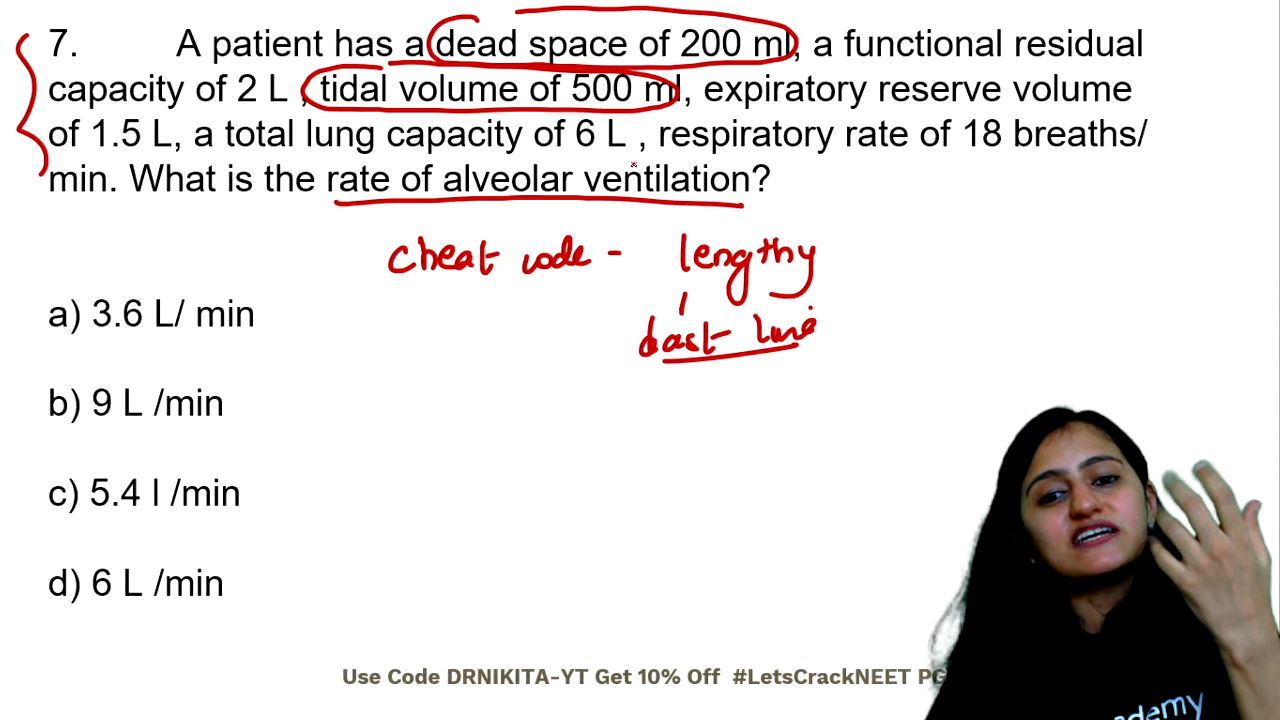 7. A patient has a dead space of 200 ml, a functional residual
capacity of 2 L , tidal volume of 500 ml, expiratory reserve volume
of 1.5 L, a total lung capacity of 6 L , respiratory rate of 18 breaths/
min. What is the rate of alveolar ventilation?
cheat code - lengthy
last line
a) 3.6 L/ min
b) 9 L /min
c) 5.4 l /min
d) 6 L /min
Use Code DRNIKITA-YT Get 10% Off #LetsCrackNEET PG